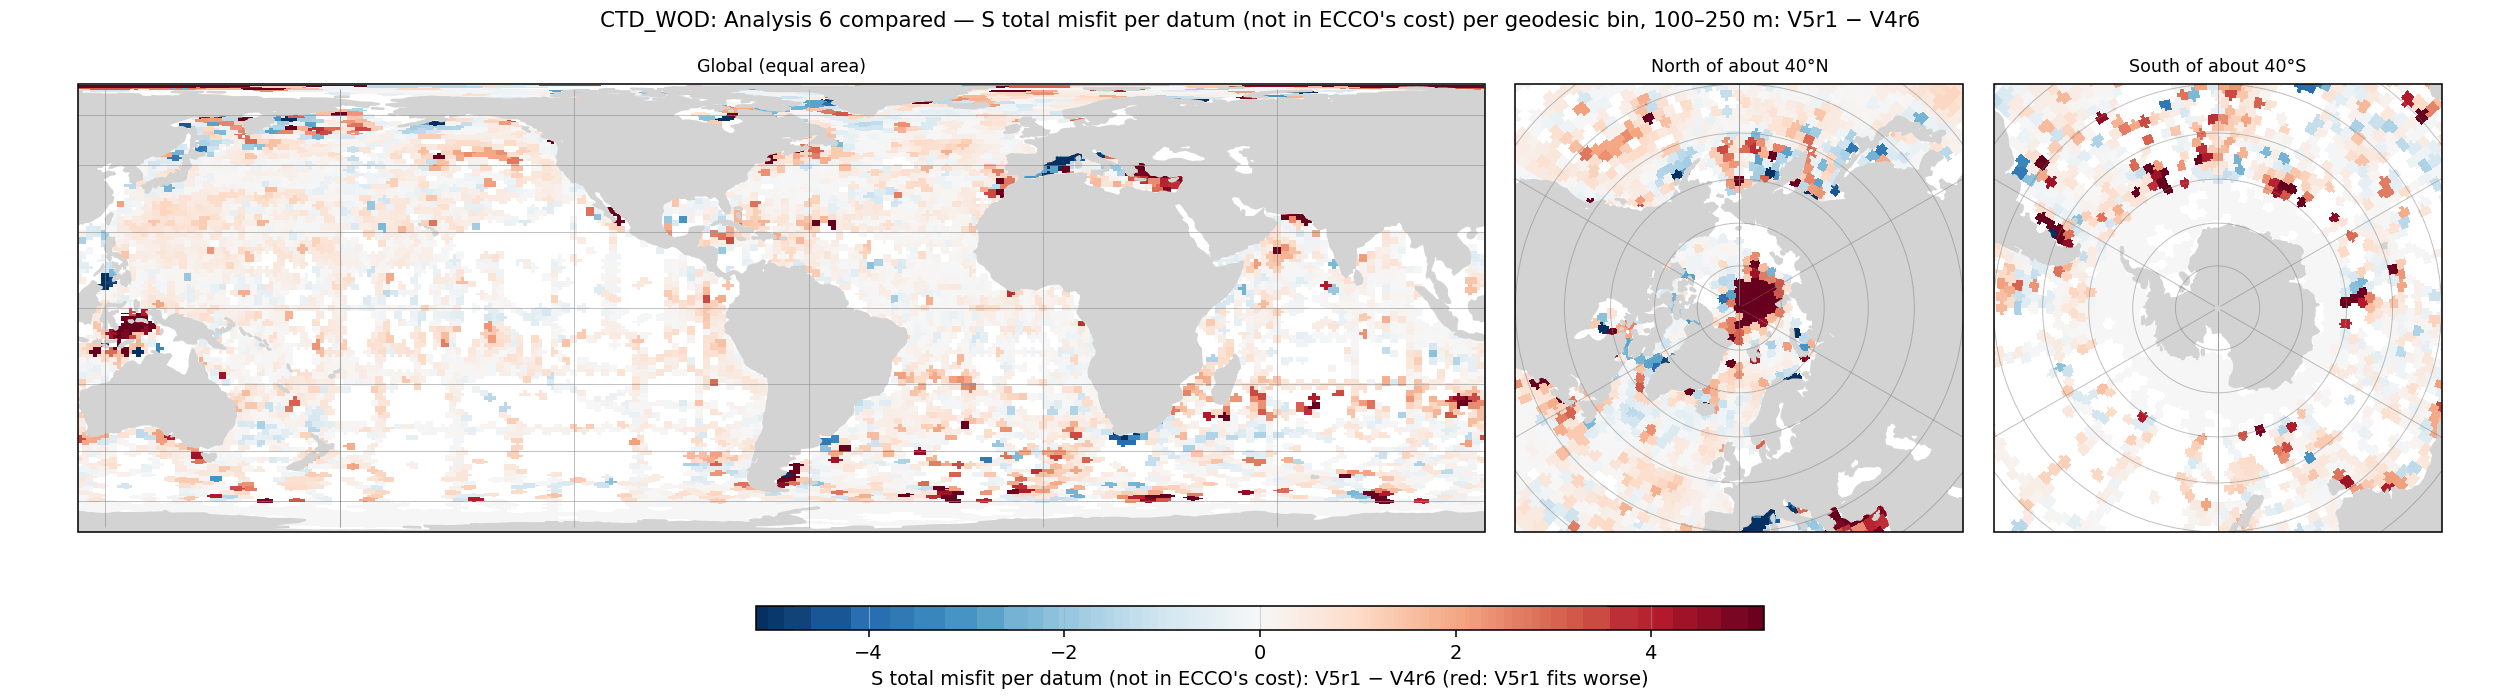 CTD_WOD: Analysis 6 compared — S total misfit per datum (not in ECCO's cost) per geodesic bin, 100–250 m: V5r1 − V4r6
Global (equal area)
North of about 40°N
South of about 40°S
−4
−2
0
2
4
S total misfit per datum (not in ECCO's cost): V5r1 − V4r6 (red: V5r1 fits worse)